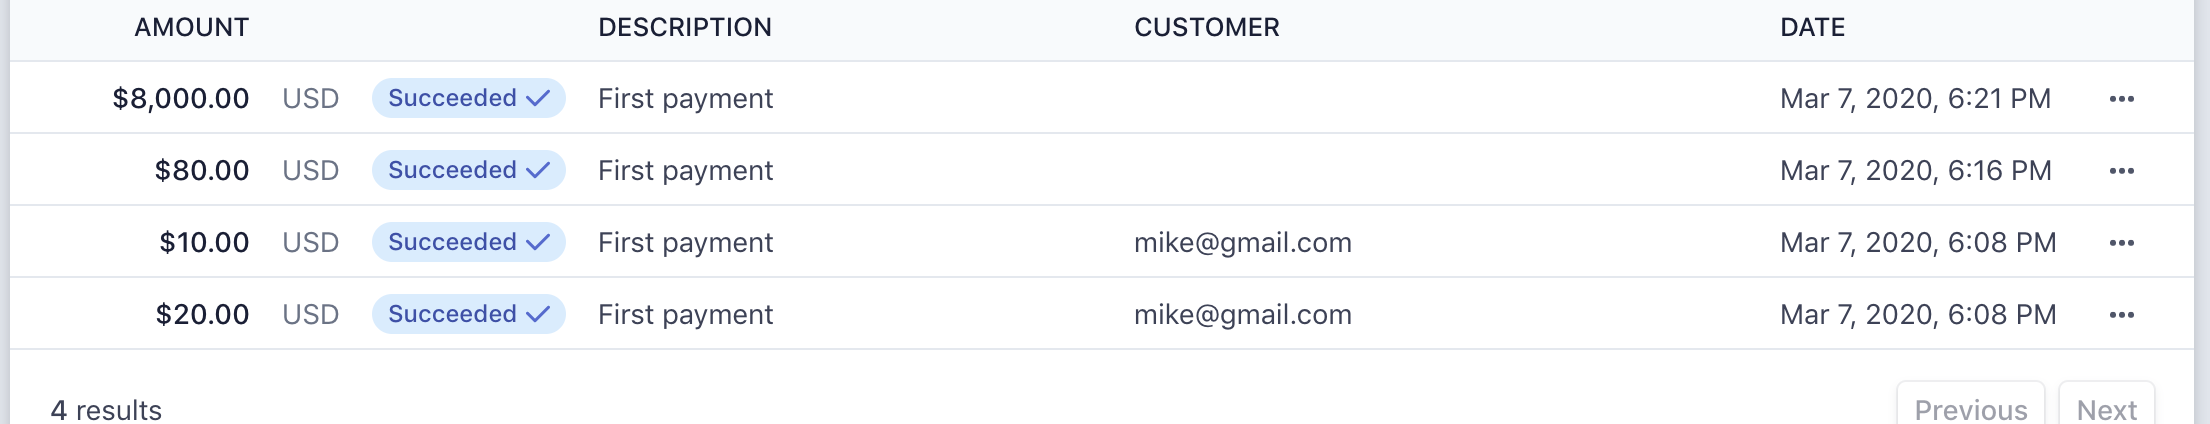 AMOUNT DESCRIPTION CUSTOMER DATE
$8,000.00 USD Succeeded First payment Mar 7, 2020, 6:21 PM
$80.00 USD Succeeded First payment Mar 7, 2020, 6:16 PM
$10.00 USD Succeeded First payment mike@gmail.com Mar 7, 2020, 6:08 PM
$20.00 USD Succeeded First payment mike@gmail.com Mar 7, 2020, 6:08 PM
4 results Previous Next